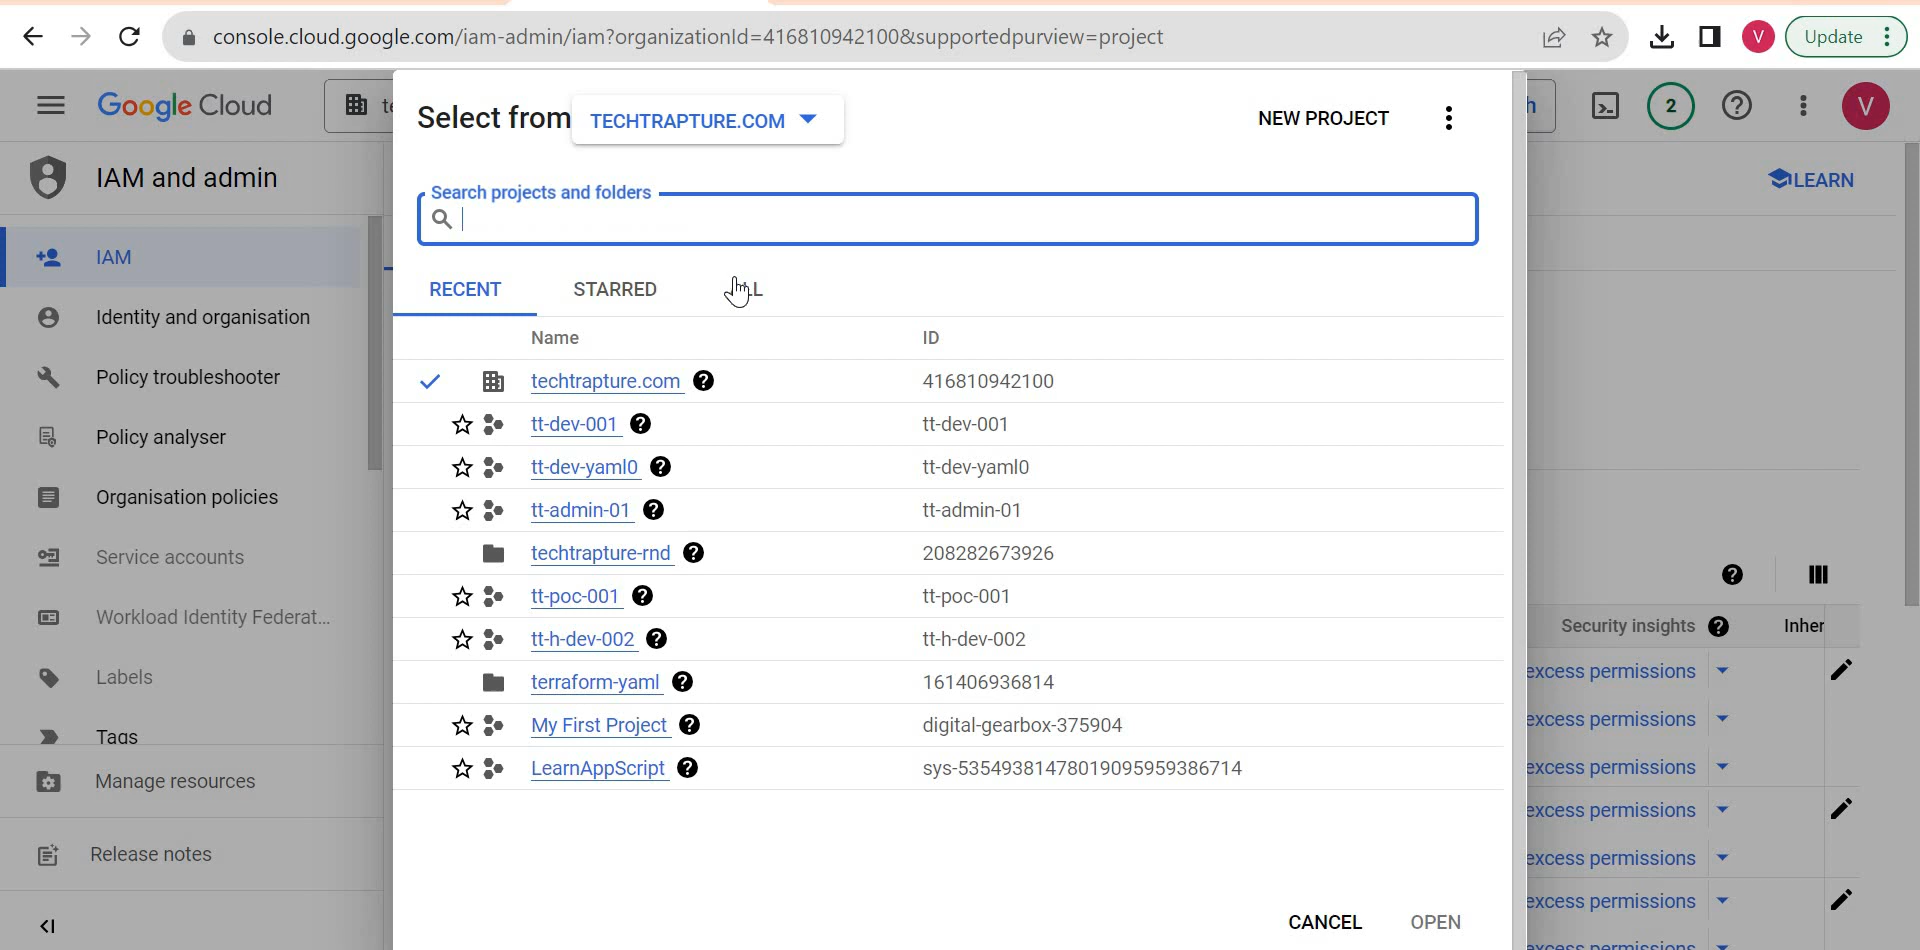 console.cloud.google.com/iam-admin/iam?organizationId=416810942100&supportedpurview=project
V
Update
Google Cloud
2
V
IAM and admin
LEARN
IAM
Identity and organisation
Policy troubleshooter
Policy analyser
Organisation policies
Service accounts
Workload Identity Federat...
Labels
Tags
Manage resources
Release notes
Select from TECHTRAPTURE.COM
NEW PROJECT
Search projects and folders
RECENT STARRED
Name ID
techtrapture.com 416810942100
tt-dev-001 tt-dev-001
tt-dev-yaml0 tt-dev-yaml0
tt-admin-01 tt-admin-01
techtrapture-rnd 208282673926
tt-poc-001 tt-poc-001
tt-h-dev-002 tt-h-dev-002
terraform-yaml 161406936814
My First Project digital-gearbox-375904
LearnAppScript sys-53549381478019095959386714
CANCEL OPEN
Security insights
excess permissions
excess permissions
excess permissions
excess permissions
excess permissions
excess permissions